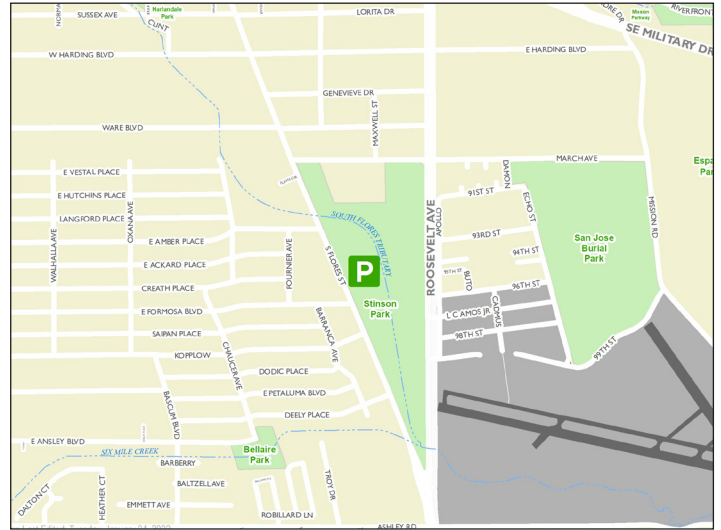 Harlandale
Park
SUSSEX AVE
CLINT
LORITA DR
Mission
Parkway
RIVERFRONT
SE MILITARY DR
W HARDING BLVD
E HARDING BLVD
GENEVIEVE DR
MAXWELL ST
WARE BLVD
MARCH AVE
Espa
Par
E VESTAL PLACE
E HUTCHINS PLACE
LANGFORD PLACE
E AMBER PLACE
E ACKARD PLACE
CREATH PLACE
E FORMOSA BLVD
SAIPAN PLACE
KOPPLOW
DODIC PLACE
E PETALUMA BLVD
DEELY PLACE
E ANSLEY BLVD
WALHALLA AVE
OXANA AVE
FOURNIER AVE
S FLORES ST
BARRANCA AVE
CHAUCER AVE
BASCUM BLVD
SOUTH FLORES TRIBUTARY
P
Stinson
Park
ROOSEVELT AVE
APOLLO
91ST ST
DAMON
ECHO ST
93RD ST
94TH ST
95TH ST
96TH ST
BUTO
CADMUS
L C AMOS JR
98TH ST
99TH ST
San Jose
Burial
Park
MISSION RD
SIX MILE CREEK
Bellaire
Park
BARBERRY
BALTZELL AVE
EMMETT AVE
DALTON CT
HEATHER CT
TROY DR
ROBILLARD LN
ASHLEY RD